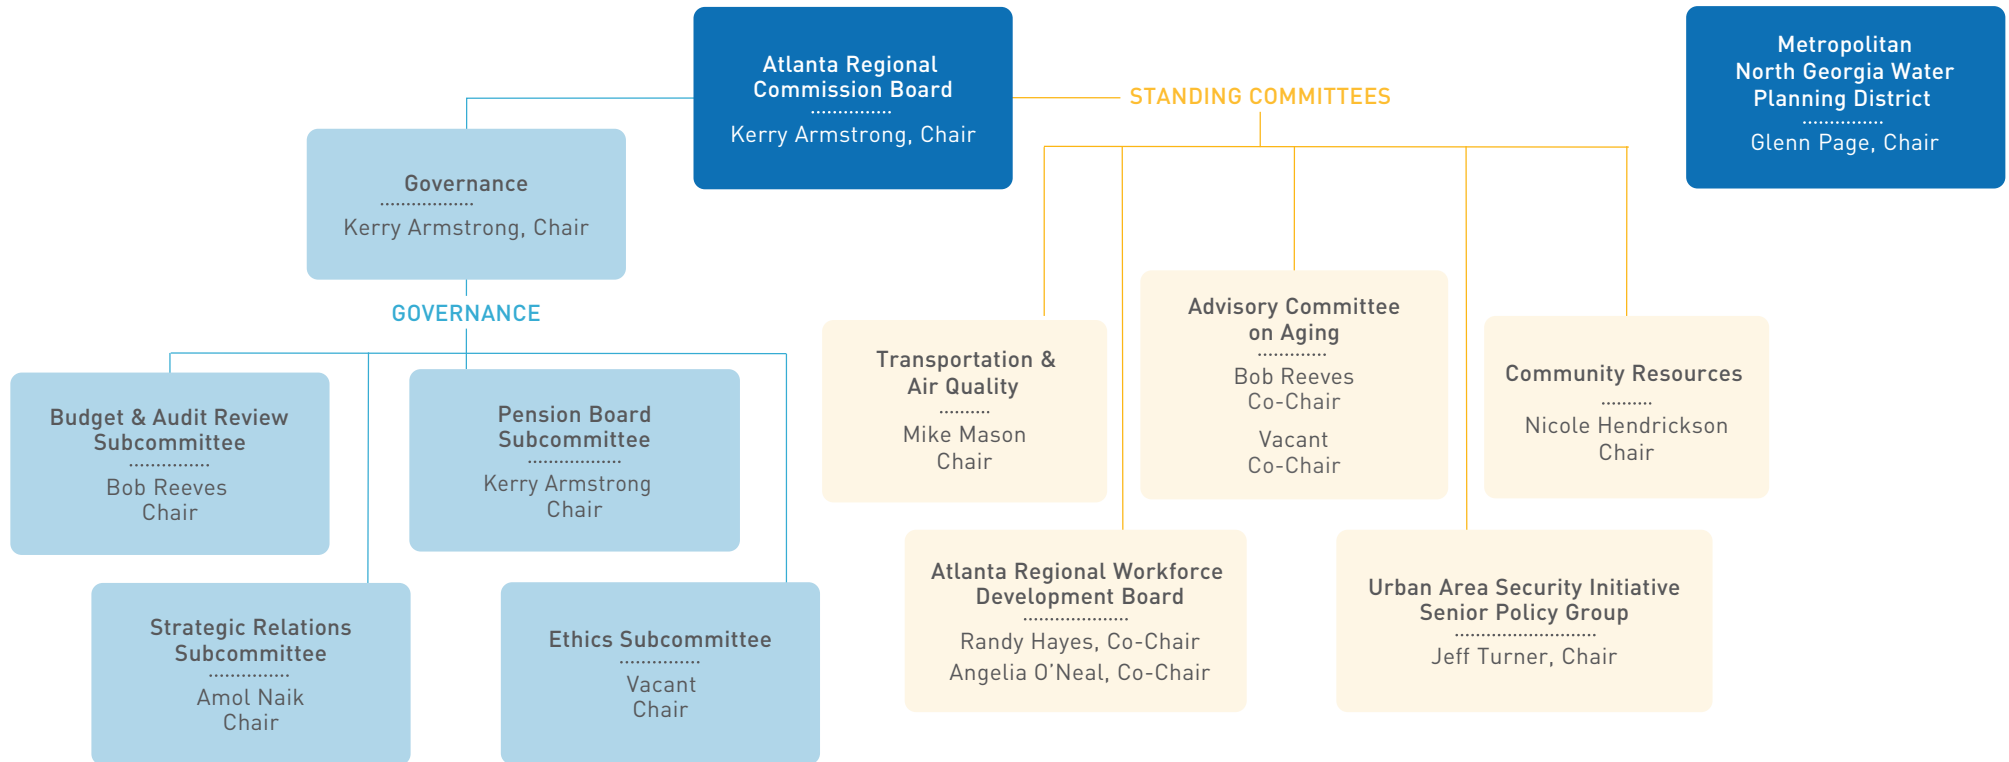 Atlanta Regional
Commission Board
Kerry Armstrong, Chair
STANDING COMMITTEES
Metropolitan
North Georgia Water
Planning District
Glenn Page, Chair
Governance
Kerry Armstrong, Chair
GOVERNANCE
Budget & Audit Review
Subcommittee
Bob Reeves
Chair
Pension Board
Subcommittee
Kerry Armstrong
Chair
Strategic Relations
Subcommittee
Amol Naik
Chair
Ethics Subcommittee
Vacant
Chair
Transportation &
Air Quality
Mike Mason
Chair
Advisory Committee
on Aging
Bob Reeves
Co-Chair
Vacant
Co-Chair
Community Resources
Nicole Hendrickson
Chair
Atlanta Regional Workforce
Development Board
Randy Hayes, Co-Chair
Angelia O’Neal, Co-Chair
Urban Area Security Initiative
Senior Policy Group
Jeff Turner, Chair